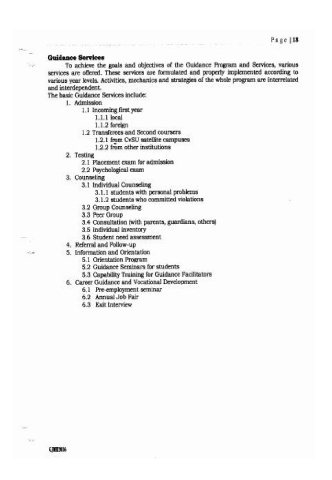 Page | 18
Guidance Services
To achieve the goals and objectives of the Guidance Program and Services, various
services are offered. These services are formulated and properly implemented according to
various year levels. Activities, mechanics and strategies of the whole program are interrelated
and interdependent.
The basic Guidance Services include:
1. Admission
1.1 Incoming first year
1.1.1 local
1.1.2 foreign
1.2 Transferees and Second coursers
1.2.1 from CvSU satellite campuses
1.2.2 from other institutions
2. Testing
2.1 Placement exam for admission
2.2 Psychological exam
3. Counseling
3.1 Individual Counseling
3.1.1 students with personal problems
3.1.2 students who committed violations
3.2 Group Counseling
3.3 Peer Group
3.4 Consultation (with parents, guardians, others)
3.5 Individual inventory
3.6 Student need assessment
4. Referral and Follow-up
5. Information and Orientation
5.1 Orientation Program
5.2 Guidance Seminars for students
5.3 Capability Training for Guidance Facilitators
6. Career Guidance and Vocational Development
6.1 Pre-employment seminar
6.2 Annual Job Fair
6.3 Exit Interview